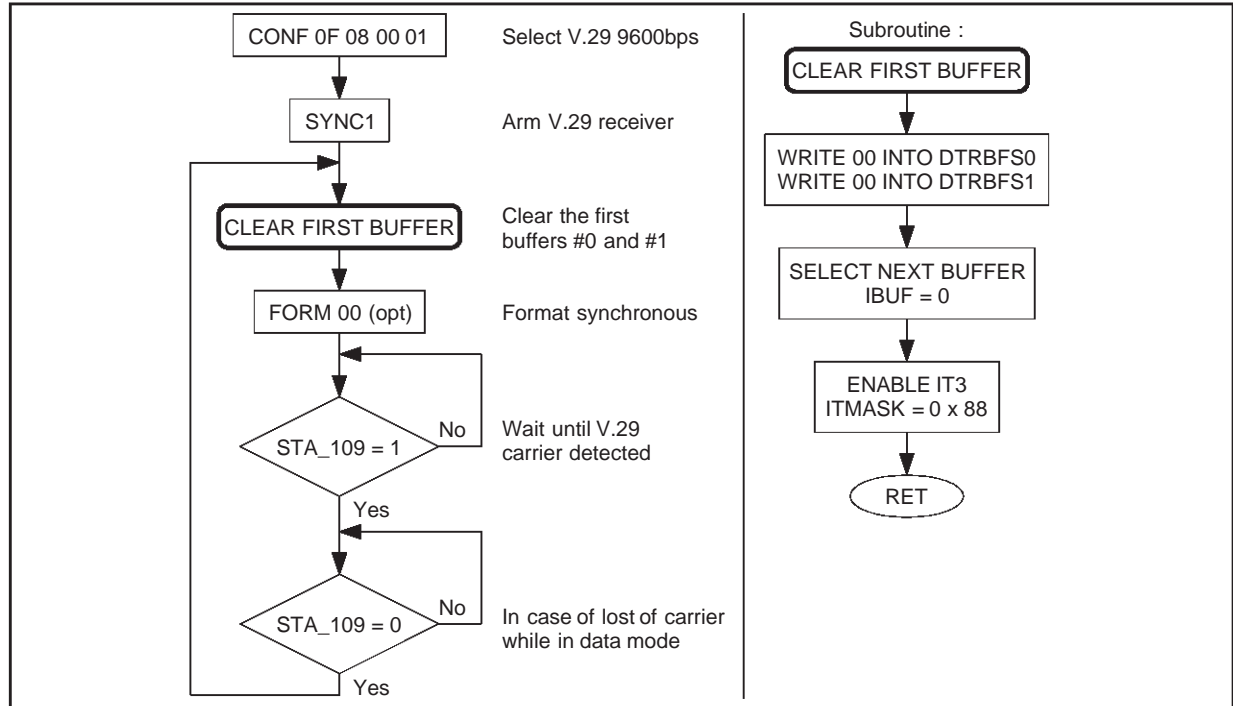 CONF 0F 08 00 01
Select V.29 9600bps
SYNC1
Arm V.29 receiver
CLEAR FIRST BUFFER
Clear the first
buffers #0 and #1
FORM 00 (opt)
Format synchronous
STA_109 = 1
No
Wait until V.29
carrier detected
Yes
STA_109 = 0
No
In case of lost of carrier
while in data mode
Yes
Subroutine :
CLEAR FIRST BUFFER
WRITE 00 INTO DTRBFS0
WRITE 00 INTO DTRBFS1
SELECT NEXT BUFFER
IBUF = 0
ENABLE IT3
ITMASK = 0 x 88
RET